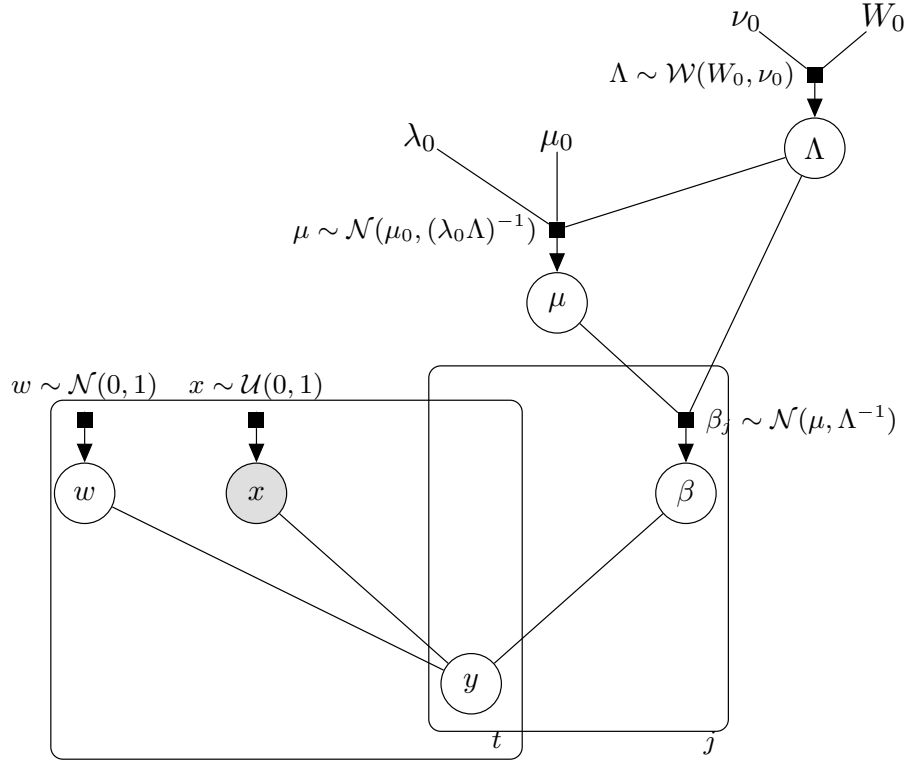 ν₀ W₀
Λ ∼ 𝒲(W₀, ν₀)
λ₀ μ₀ Λ
μ ∼ 𝒩(μ₀, (λ₀Λ)⁻¹)
μ
w ∼ 𝒩(0, 1) x ∼ 𝒰(0, 1)
βⱼ ∼ 𝒩(μ, Λ⁻¹)
w x β
y
t j